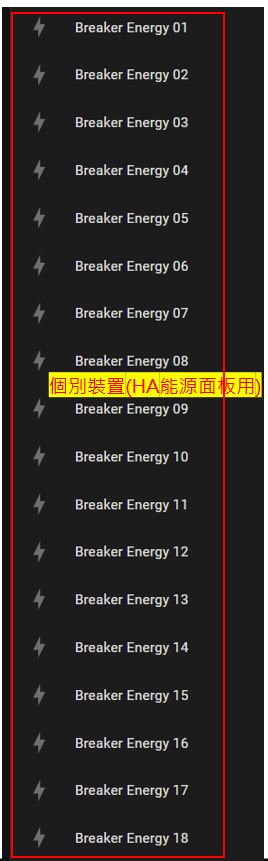 Breaker Energy 01
Breaker Energy 02
Breaker Energy 03
Breaker Energy 04
Breaker Energy 05
Breaker Energy 06
Breaker Energy 07
Breaker Energy 08
個別裝置(HA能源面板用)
Breaker Energy 09
Breaker Energy 10
Breaker Energy 11
Breaker Energy 12
Breaker Energy 13
Breaker Energy 14
Breaker Energy 15
Breaker Energy 16
Breaker Energy 17
Breaker Energy 18